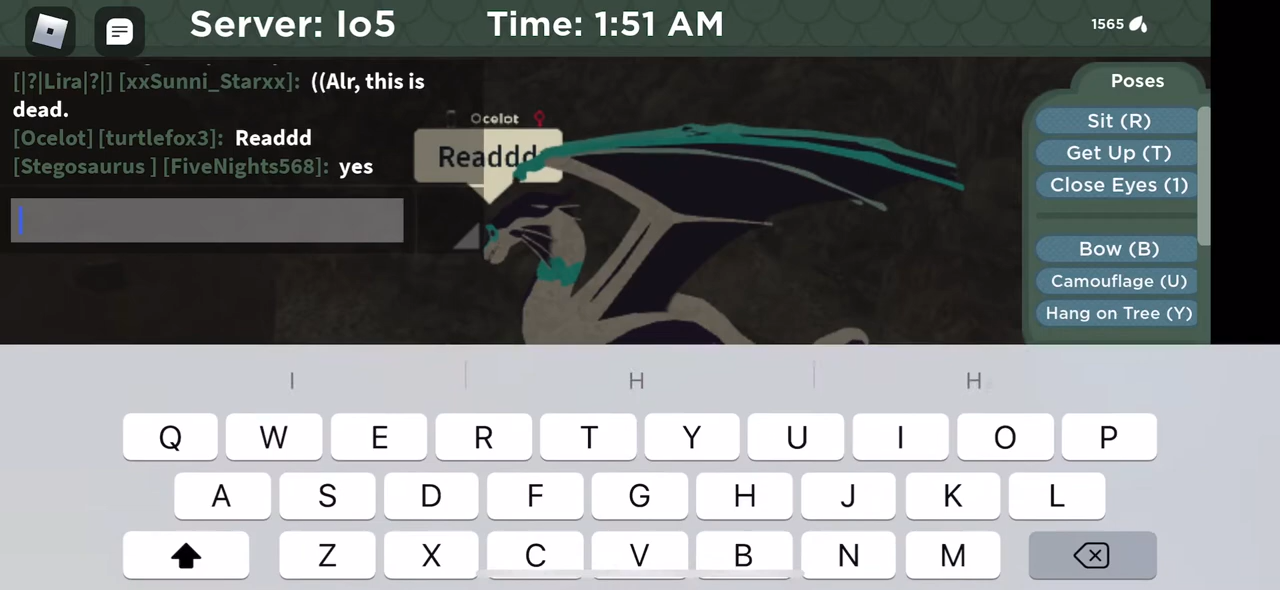 Server: Io5
Time: 1:51 AM
1565
[|?|Lira|?|] [xxSunni_Starxx]: ((Alr, this is
dead.
[Ocelot] [turtlefox3]: Readdd
[Stegosaurus ] [FiveNights568]: yes
Ocelot
Readdd
Poses
Sit (R)
Get Up (T)
Close Eyes (1)
Bow (B)
Camouflage (U)
Hang on Tree (Y)
I H H
Q W E R T Y U I O P
A S D F G H J K L
Z X C V B N M